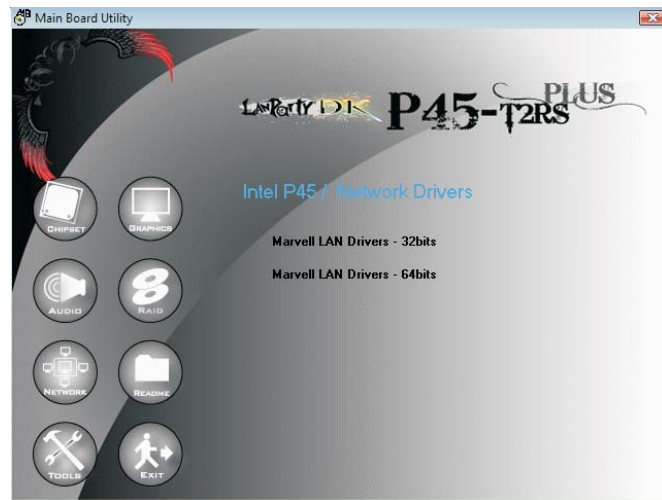 Main Board Utility
LANPARTY DK P45-T2RS PLUS
Intel P45 / Network Drivers
Marvell LAN Drivers - 32bits
Marvell LAN Drivers - 64bits
CHIPSET
GRAPHICS
AUDIO
RAID
NETWORK
README
TOOLS
EXIT